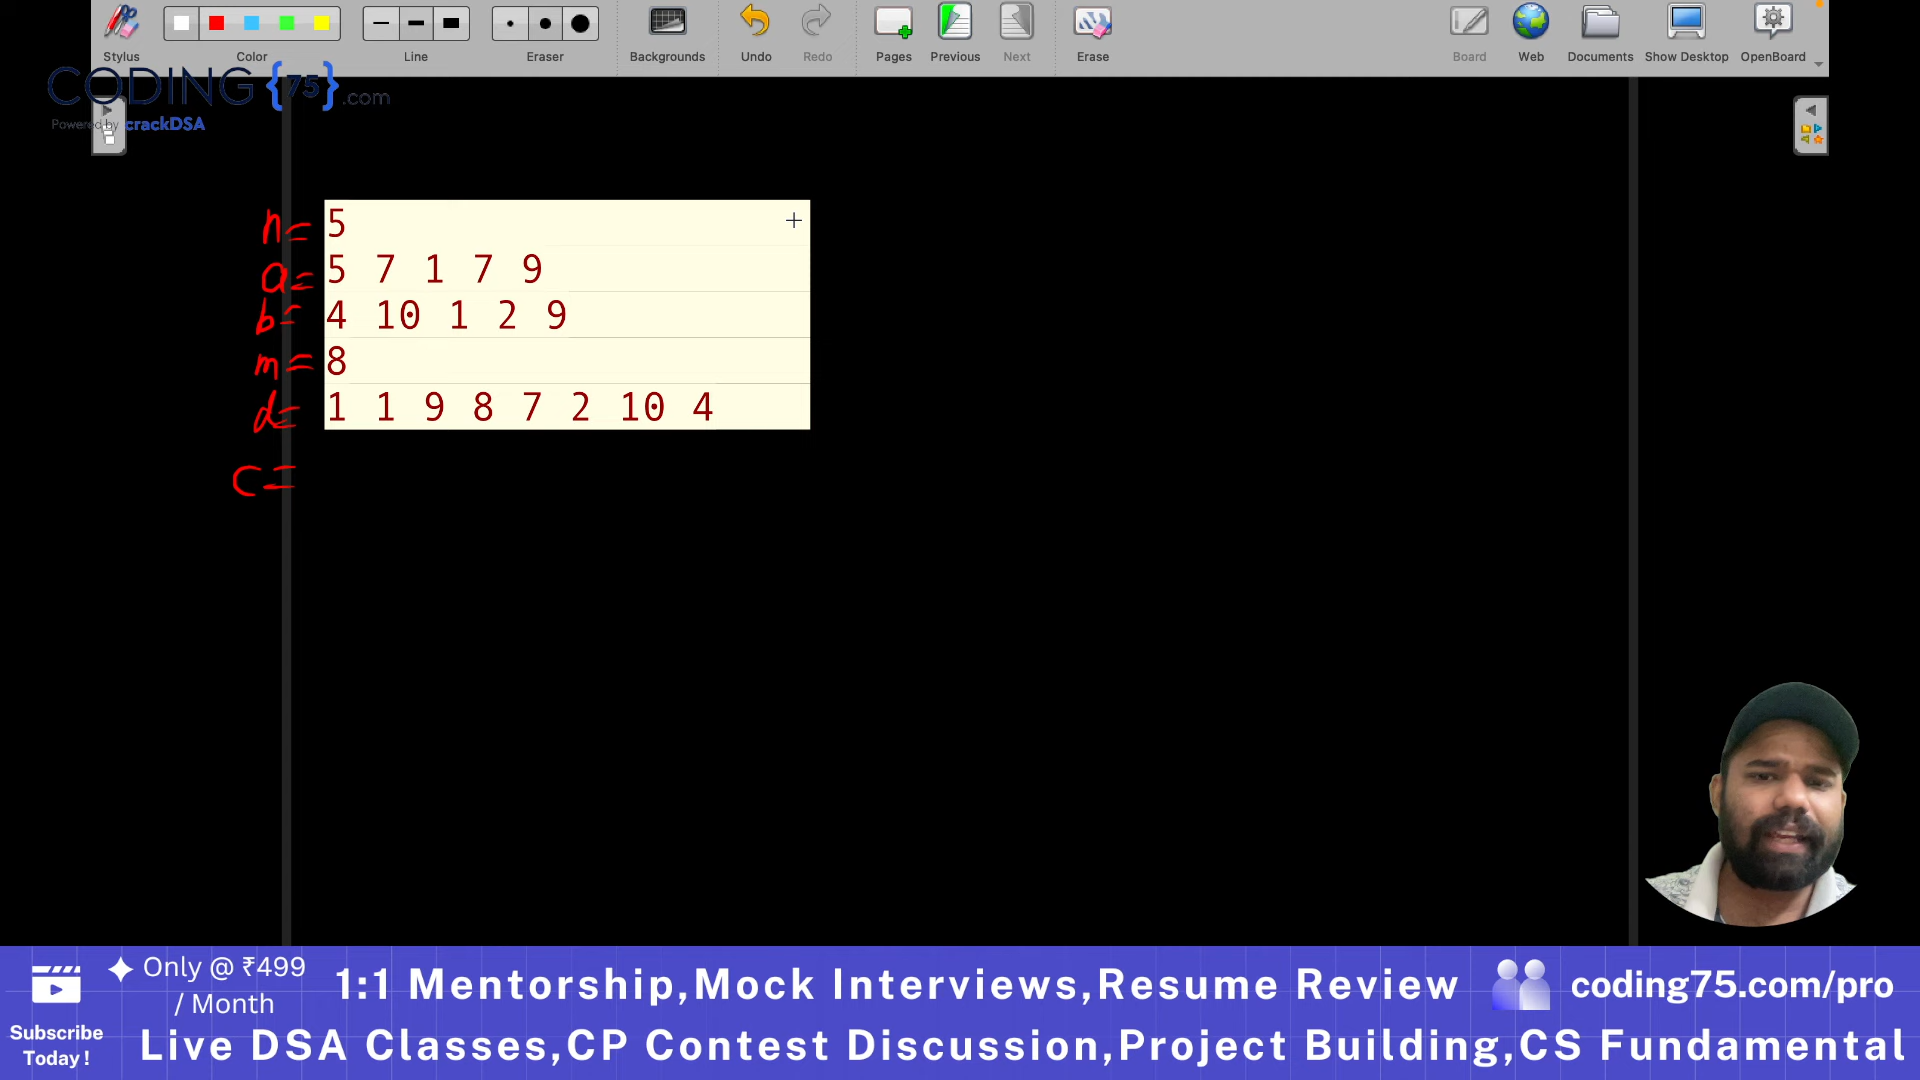 Stylus Color Line Eraser Backgrounds Undo Redo Pages Previous Next Erase Board Web Documents Show Desktop OpenBoard
CODING {75} .com
Powered by crackDSA
n= 5
a= 5 7 1 7 9
b= 4 10 1 2 9
m= 8
d= 1 1 9 8 7 2 10 4
c=
Subscribe Today !
Only @ ₹499 / Month
1:1 Mentorship,Mock Interviews,Resume Review
coding75.com/pro
Live DSA Classes,CP Contest Discussion,Project Building,CS Fundamental